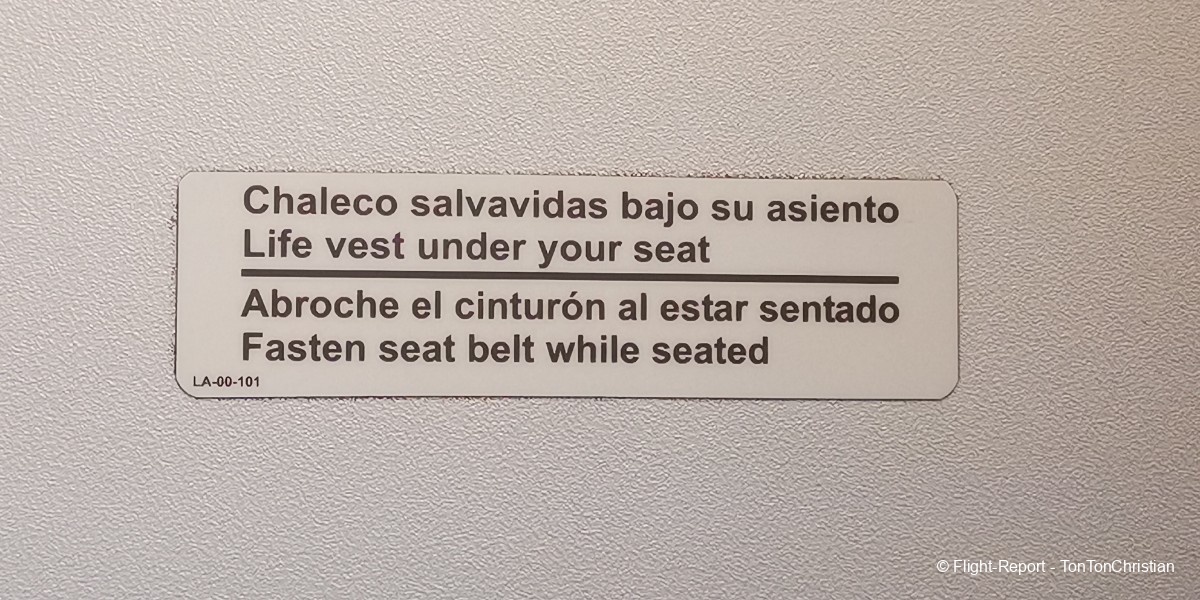 Chaleco salvavidas bajo su asiento
Life vest under your seat
Abroche el cinturón al estar sentado
Fasten seat belt while seated
LA-00-101
© Flight-Report - TonTonChristian